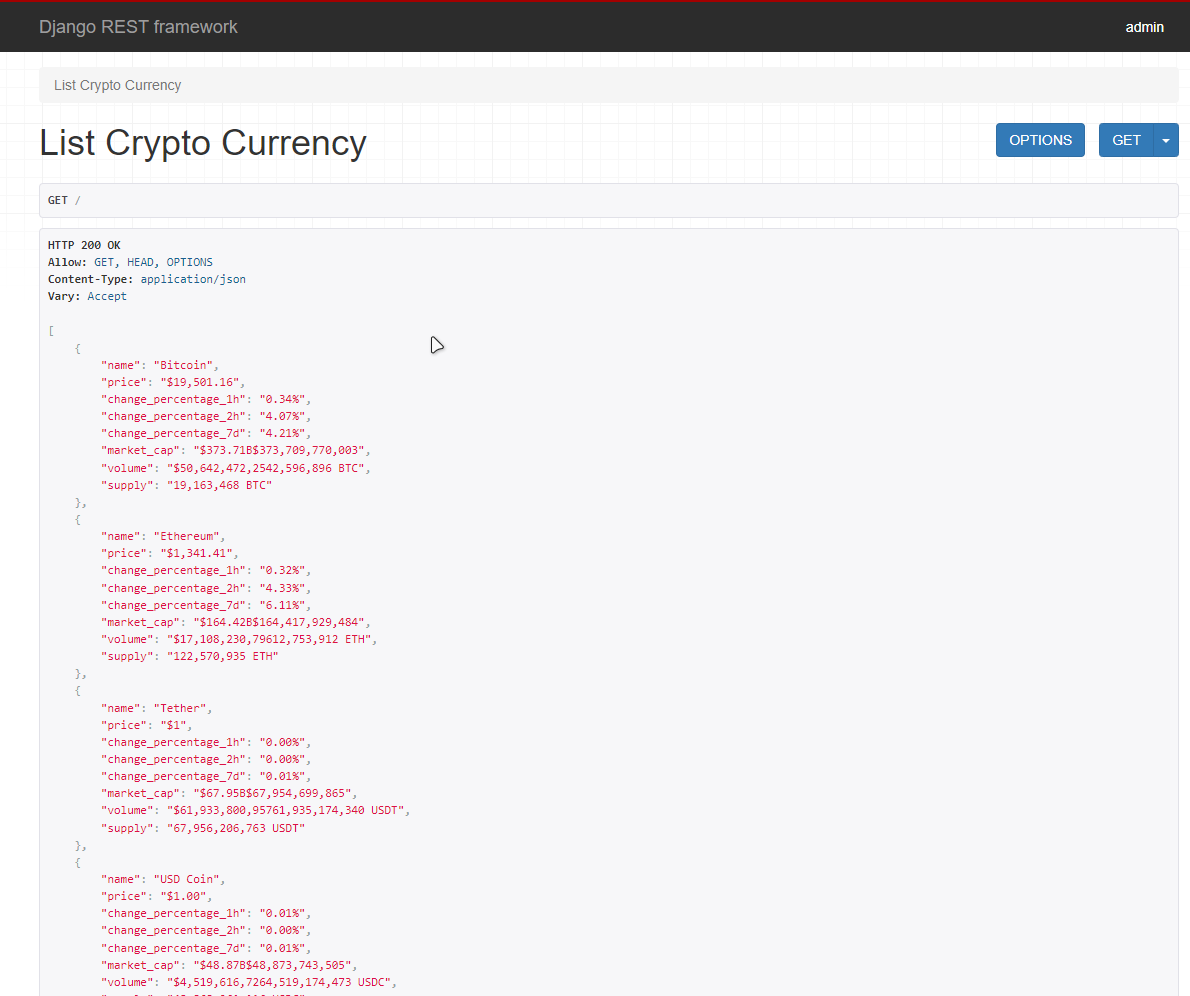 Django REST framework
admin
List Crypto Currency
List Crypto Currency
OPTIONS
GET
GET /
HTTP 200 OK
Allow: GET, HEAD, OPTIONS
Content-Type: application/json
Vary: Accept
[
{
"name": "Bitcoin",
"price": "$19,501.16",
"change_percentage_1h": "0.34%",
"change_percentage_2h": "4.07%",
"change_percentage_7d": "4.21%",
"market_cap": "$373.71B$373,709,770,003",
"volume": "$50,642,472,2542,596,896 BTC",
"supply": "19,163,468 BTC"
},
{
"name": "Ethereum",
"price": "$1,341.41",
"change_percentage_1h": "0.32%",
"change_percentage_2h": "4.33%",
"change_percentage_7d": "6.11%",
"market_cap": "$164.42B$164,417,929,484",
"volume": "$17,108,230,79612,753,912 ETH",
"supply": "122,570,935 ETH"
},
{
"name": "Tether",
"price": "$1",
"change_percentage_1h": "0.00%",
"change_percentage_2h": "0.00%",
"change_percentage_7d": "0.01%",
"market_cap": "$67.95B$67,954,699,865",
"volume": "$61,933,800,95761,935,174,340 USDT",
"supply": "67,956,206,763 USDT"
},
{
"name": "USD Coin",
"price": "$1.00",
"change_percentage_1h": "0.01%",
"change_percentage_2h": "0.00%",
"change_percentage_7d": "0.01%",
"market_cap": "$48.87B$48,873,743,505",
"volume": "$4,519,616,7264,519,174,473 USDC",